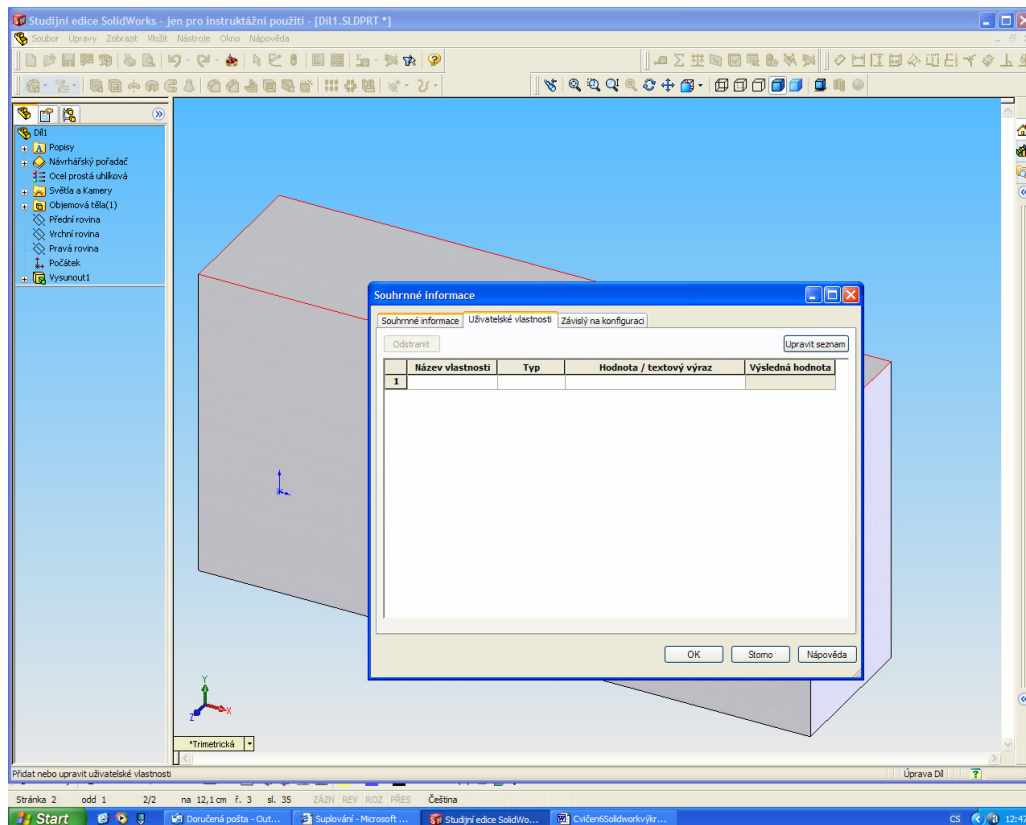 Studijní edice SolidWorks - jen pro instruktážní použití - [Díl1.SLDPRT *]
Soubor Úpravy Zobrazit Vložit Nástroje Okno Nápověda
Díl1
Popisy
Návrhářský pořadač
Ocel prostá uhlíková
Světla a Kamery
Objemová těla(1)
Přední rovina
Vrchní rovina
Pravá rovina
Počátek
Vysunout1
Souhrnné informace
Souhrnné informace Uživatelské vlastnosti Závislý na konfiguraci
Odstranit Upravit seznam
Název vlastnosti Typ Hodnota / textový výraz Výsledná hodnota
1
OK Storno Nápověda
Y
Z X
*Trimetrická
Přidat nebo upravit uživatelské vlastnosti Úprava Díl
Stránka 2 odd 1 2/2 na 12,1 cm ř. 3 sl. 35 ZÁZN REV ROZ PŘES Čeština
Start Doručená pošta - Out... Suplování - Microsoft ... Studijní edice SolidWo... Cvičení6Solidworkvýkr... CS 12:47